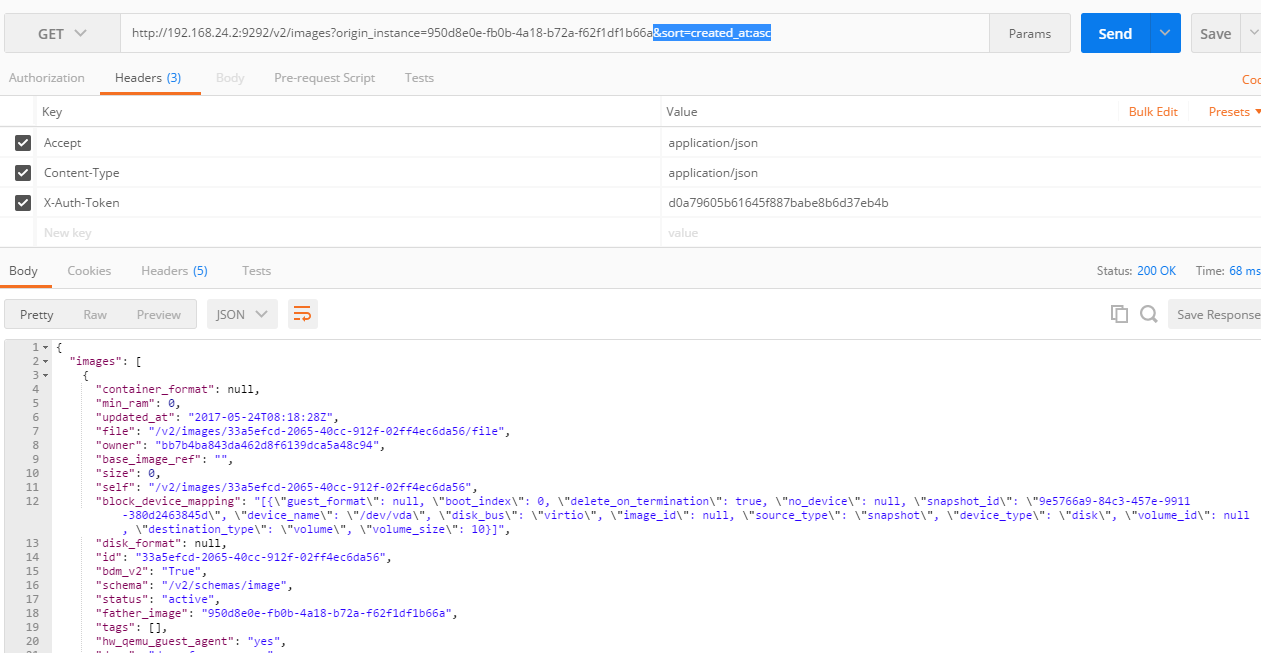 GET http://192.168.24.2:9292/v2/images?origin_instance=950d8e0e-fb0b-4a18-b72a-f62f1df1b66a&sort=created_at:asc Params Send Save
Authorization Headers (3) Body Pre-request Script Tests
Key Value Bulk Edit Presets
Accept application/json
Content-Type application/json
X-Auth-Token d0a79605b61645f887babe8b6d37eb4b
New key value
Body Cookies Headers (5) Tests Status: 200 OK Time: 68 ms
Pretty Raw Preview JSON Save Response
1 {
2 "images": [
3 {
4 "container_format": null,
5 "min_ram": 0,
6 "updated_at": "2017-05-24T08:18:28Z",
7 "file": "/v2/images/33a5efcd-2065-40cc-912f-02ff4ec6da56/file",
8 "owner": "bb7b4ba843da462d8f6139dca5a48c94",
9 "base_image_ref": "",
10 "size": 0,
11 "self": "/v2/images/33a5efcd-2065-40cc-912f-02ff4ec6da56",
12 "block_device_mapping": "[{\"guest_format\": null, \"boot_index\": 0, \"delete_on_termination\": true, \"no_device\": null, \"snapshot_id\": \"9e5766a9-84c3-457e-9911
-380d2463845d\", \"device_name\": \"/dev/vda\", \"disk_bus\": \"virtio\", \"image_id\": null, \"source_type\": \"snapshot\", \"device_type\": \"disk\", \"volume_id\": null
, \"destination_type\": \"volume\", \"volume_size\": 10}]",
13 "disk_format": null,
14 "id": "33a5efcd-2065-40cc-912f-02ff4ec6da56",
15 "bdm_v2": "True",
16 "schema": "/v2/schemas/image",
17 "status": "active",
18 "father_image": "950d8e0e-fb0b-4a18-b72a-f62f1df1b66a",
19 "tags": [],
20 "hw_qemu_guest_agent": "yes",